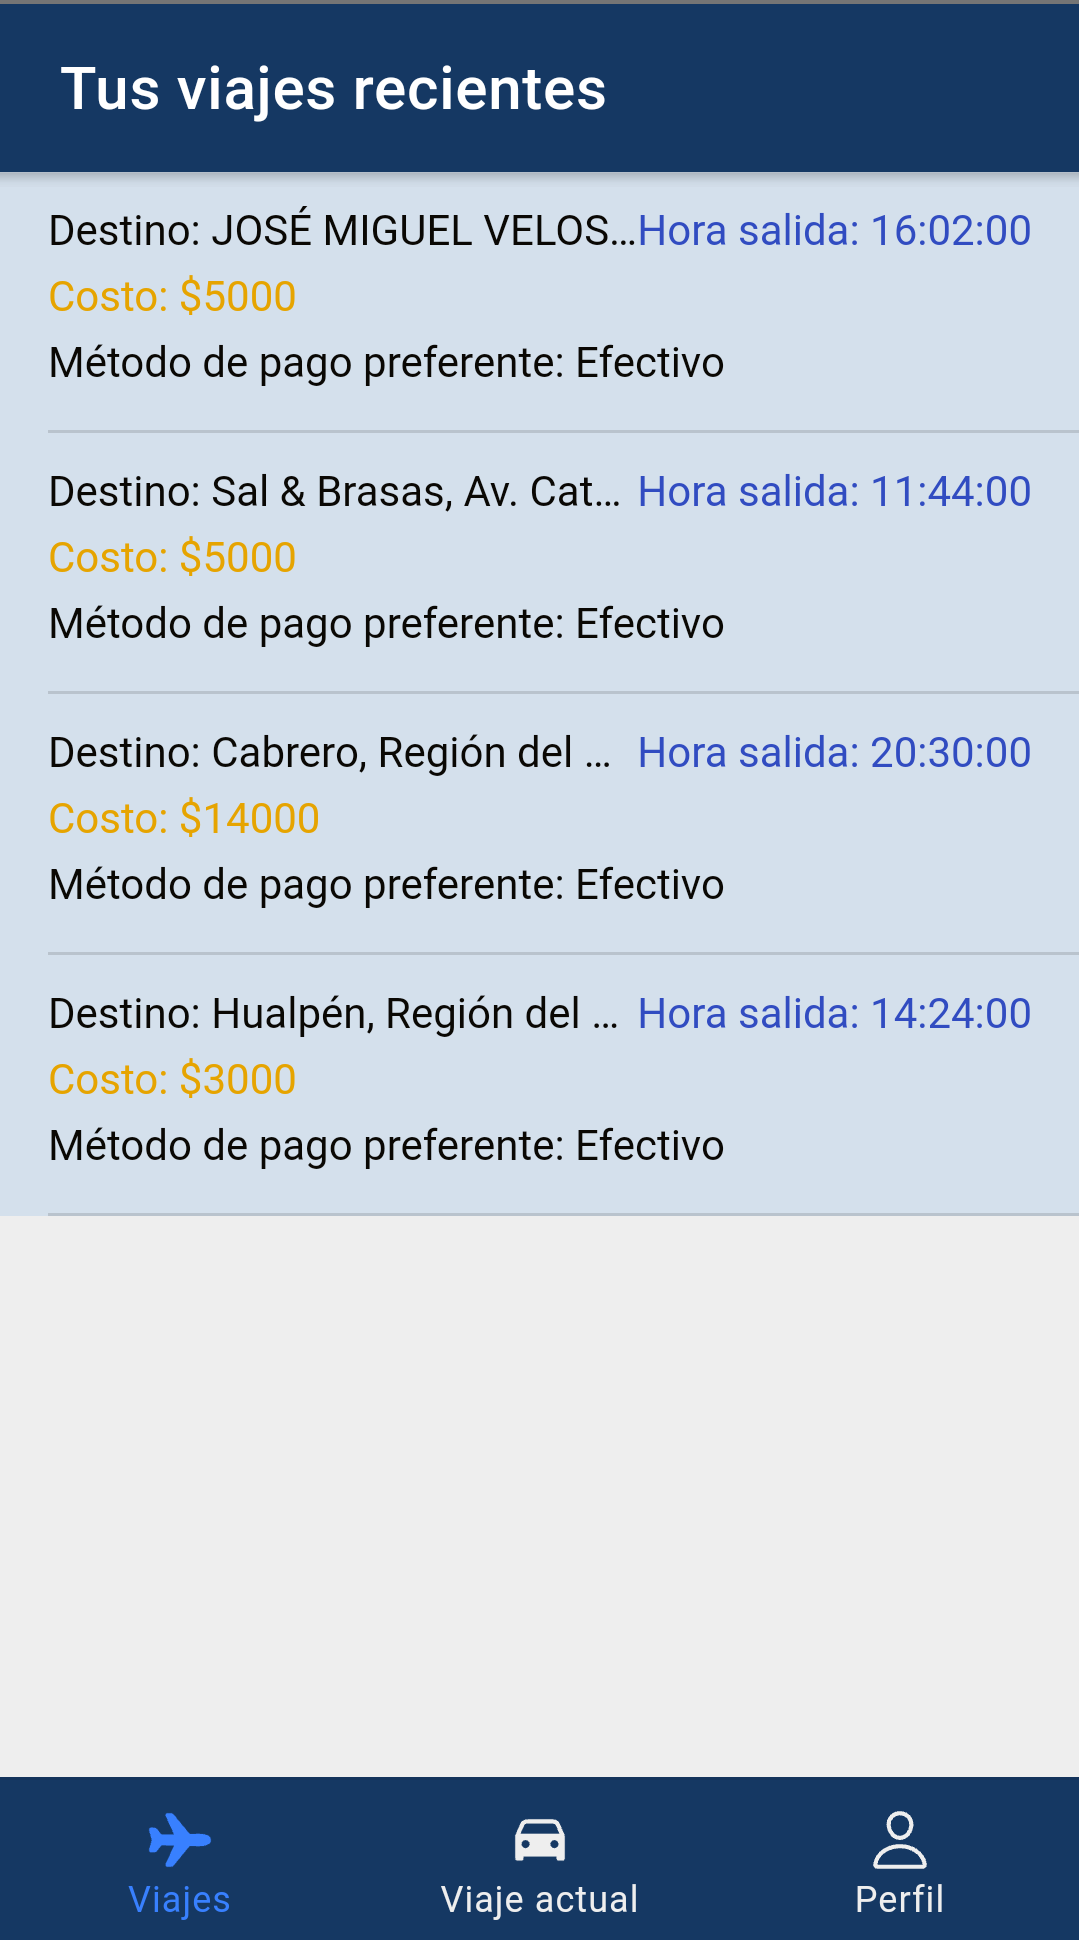 Tus viajes recientes
Destino: JOSÉ MIGUEL VELOS... Hora salida: 16:02:00
Costo: $5000
Método de pago preferente: Efectivo
Destino: Sal & Brasas, Av. Cat... Hora salida: 11:44:00
Costo: $5000
Método de pago preferente: Efectivo
Destino: Cabrero, Región del ... Hora salida: 20:30:00
Costo: $14000
Método de pago preferente: Efectivo
Destino: Hualpén, Región del ... Hora salida: 14:24:00
Costo: $3000
Método de pago preferente: Efectivo
Viajes Viaje actual Perfil